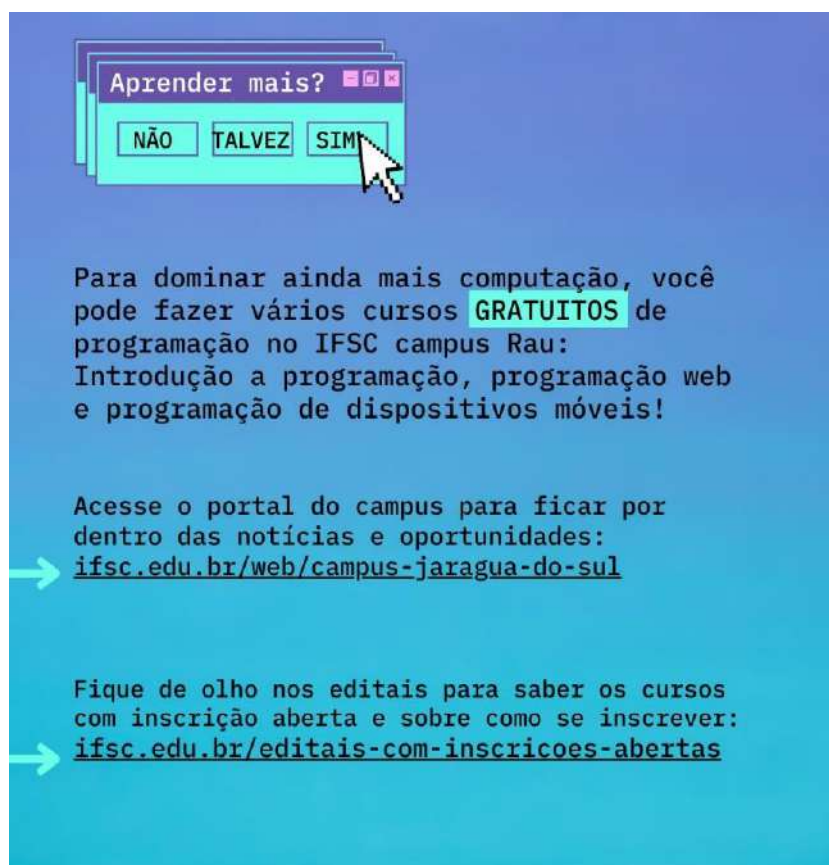 Aprender mais?
NÃO TALVEZ SIM
Para dominar ainda mais computação, você
pode fazer vários cursos GRATUITOS de
programação no IFSC campus Rau:
Introdução a programação, programação web
e programação de dispositivos móveis!
Acesse o portal do campus para ficar por
dentro das notícias e oportunidades:
ifsc.edu.br/web/campus-jaragua-do-sul
Fique de olho nos editais para saber os cursos
com inscrição aberta e sobre como se inscrever:
ifsc.edu.br/editais-com-inscricoes-abertas